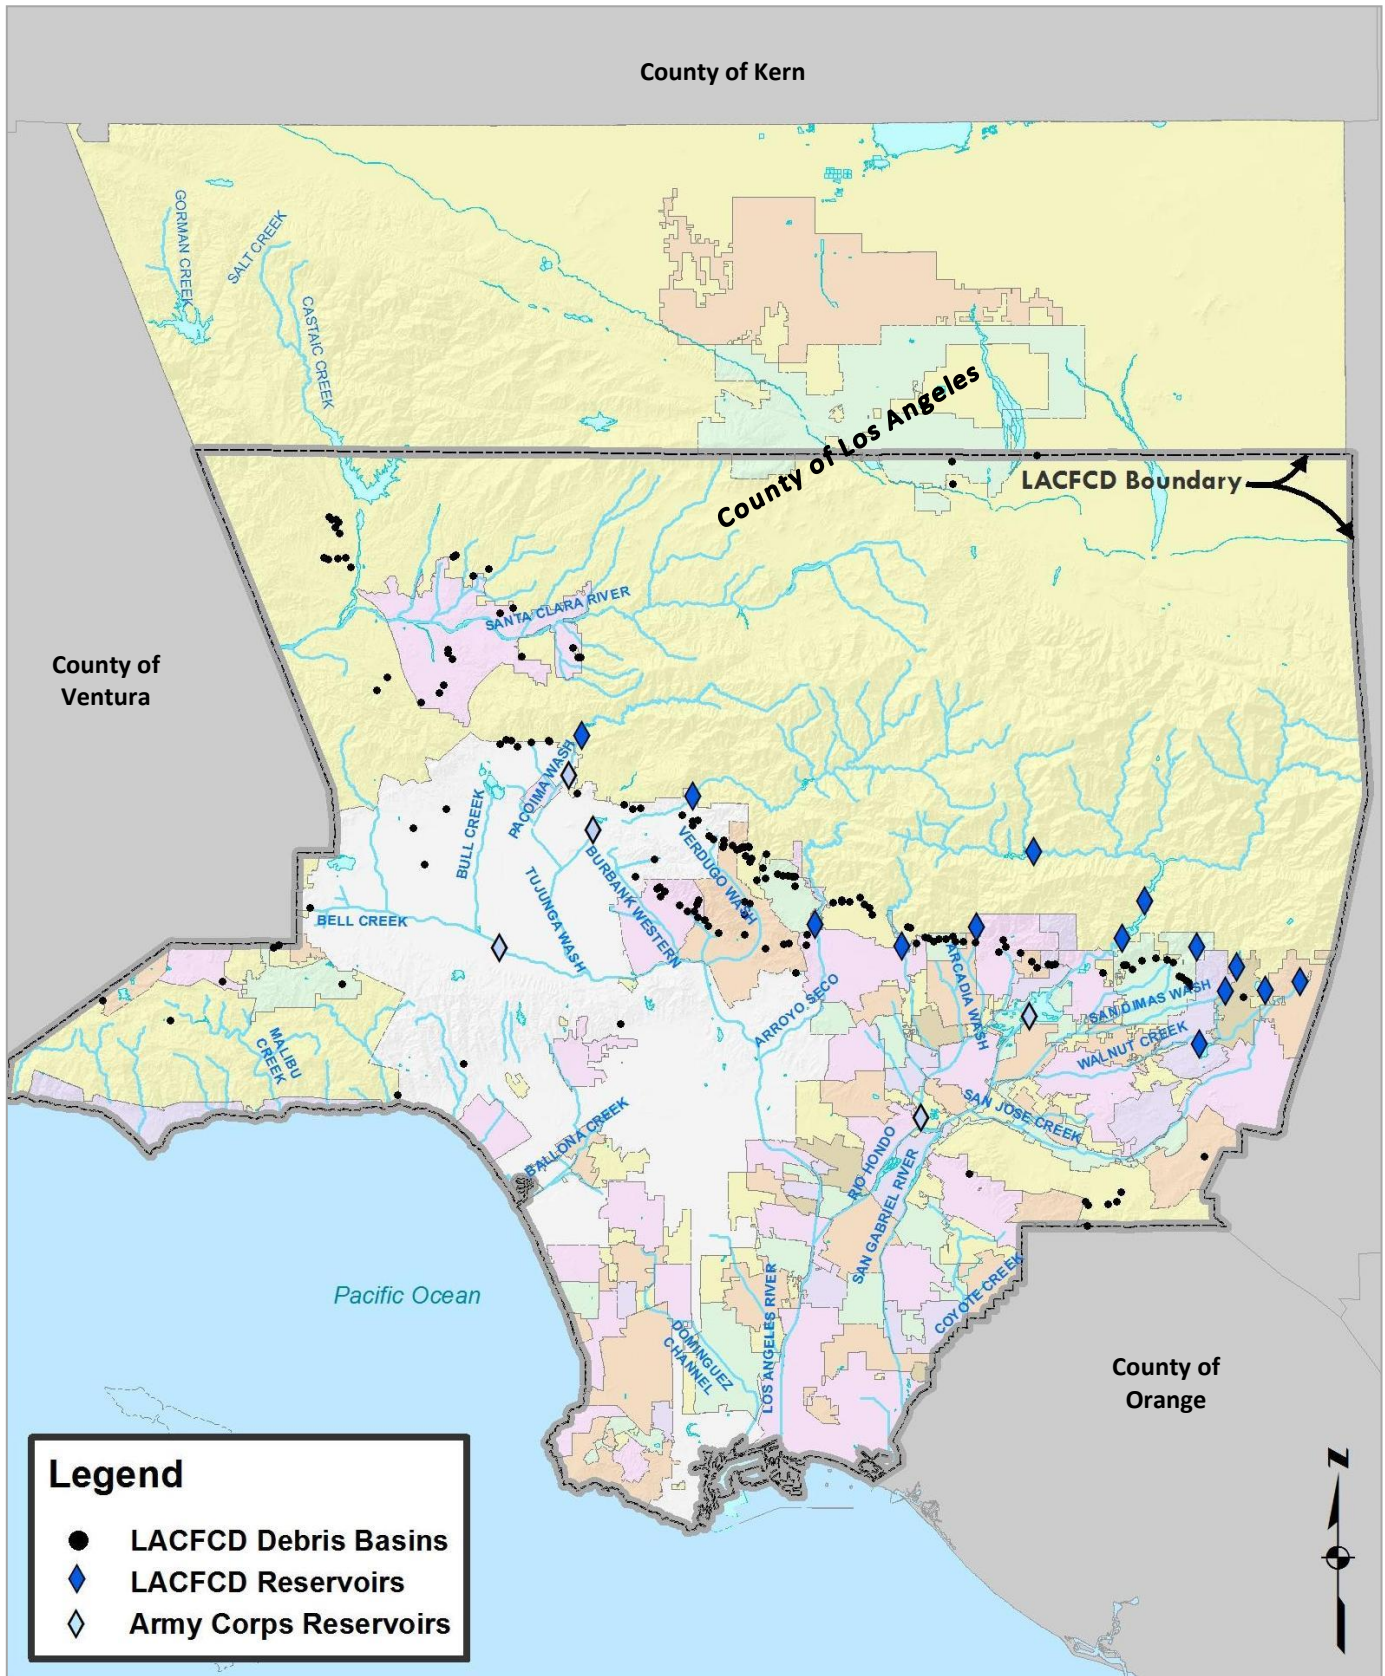 County of Kern
GORMAN CREEK
SALT CREEK
CASTAIC CREEK
County of Los Angeles
LACFCD Boundary
SANTA CLARA RIVER
County of
Ventura
PACOIMA WASH
BULL CREEK
VERDUGO WASH
TUJUNGA WASH
BURBANK WESTERN
BELL CREEK
ARCADIA WASH
ARROYO SECO
SAN DIMAS WASH
MALIBU
CREEK
WALNUT CREEK
SAN JOSE CREEK
BALLONA CREEK
RIO HONDO
SAN GABRIEL RIVER
COYOTE CREEK
Pacific Ocean
LOS ANGELES RIVER
DOMINGUEZ
CHANNEL
County of
Orange
Legend
LACFCD Debris Basins
LACFCD Reservoirs
Army Corps Reservoirs
N